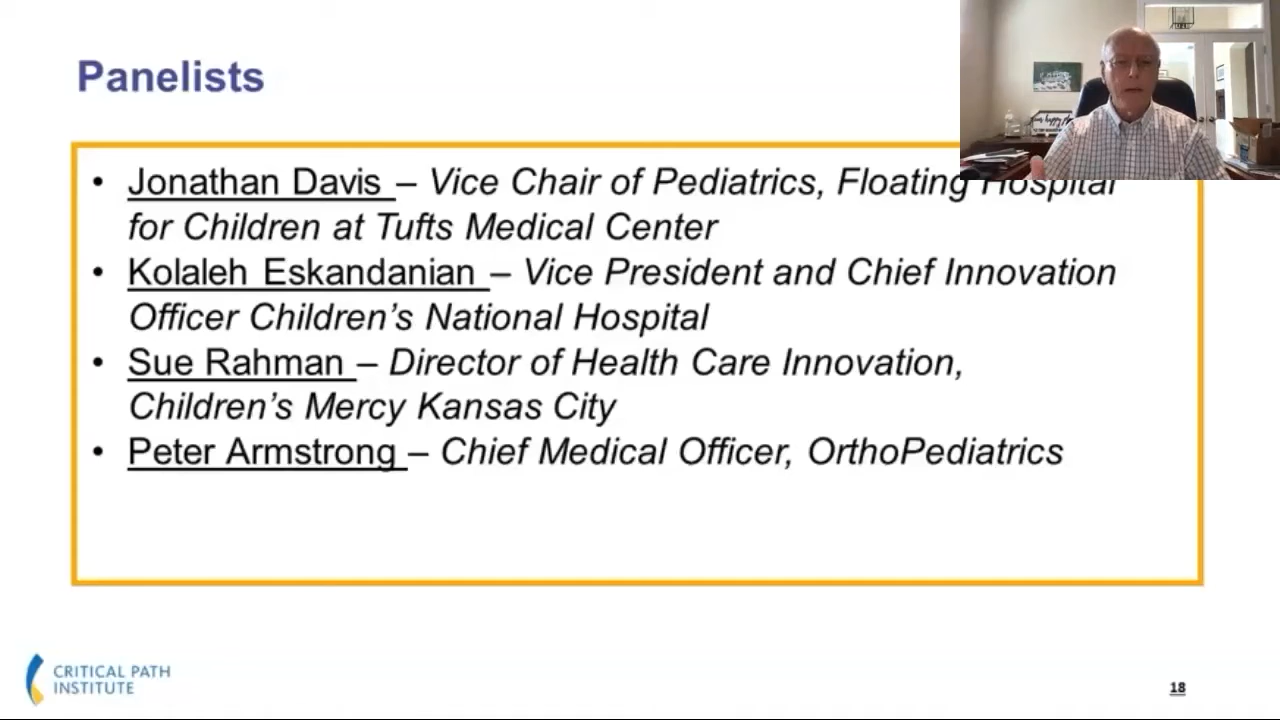 Panelists
• Jonathan Davis – Vice Chair of Pediatrics, Floating Hospital
for Children at Tufts Medical Center
• Kolaleh Eskandanian – Vice President and Chief Innovation
Officer Children’s National Hospital
• Sue Rahman – Director of Health Care Innovation,
Children’s Mercy Kansas City
• Peter Armstrong – Chief Medical Officer, OrthoPediatrics
CRITICAL PATH
INSTITUTE
18